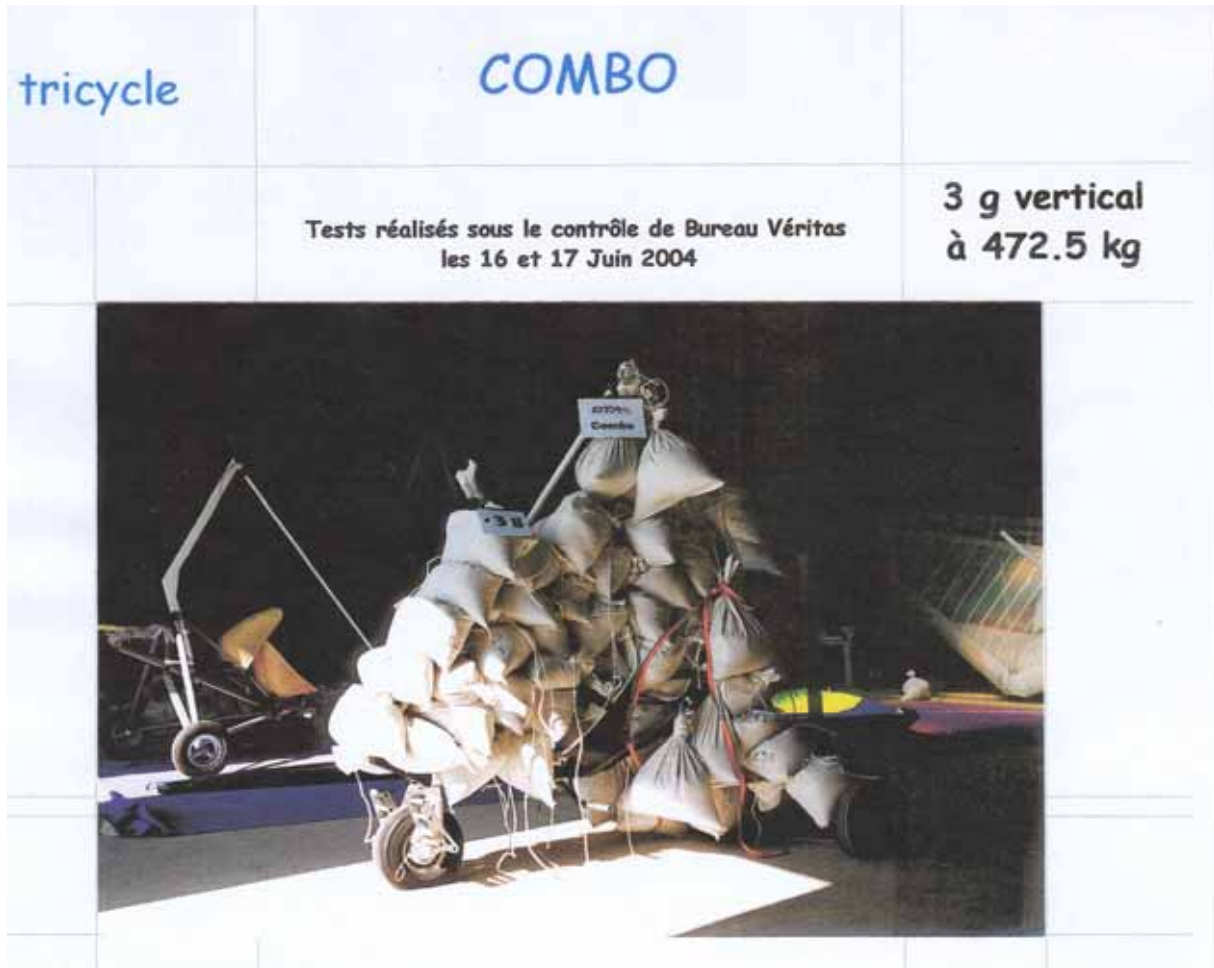 tricycle
COMBO
Tests réalisés sous le contrôle de Bureau Véritas
les 16 et 17 Juin 2004
3 g vertical
à 472.5 kg
Combo